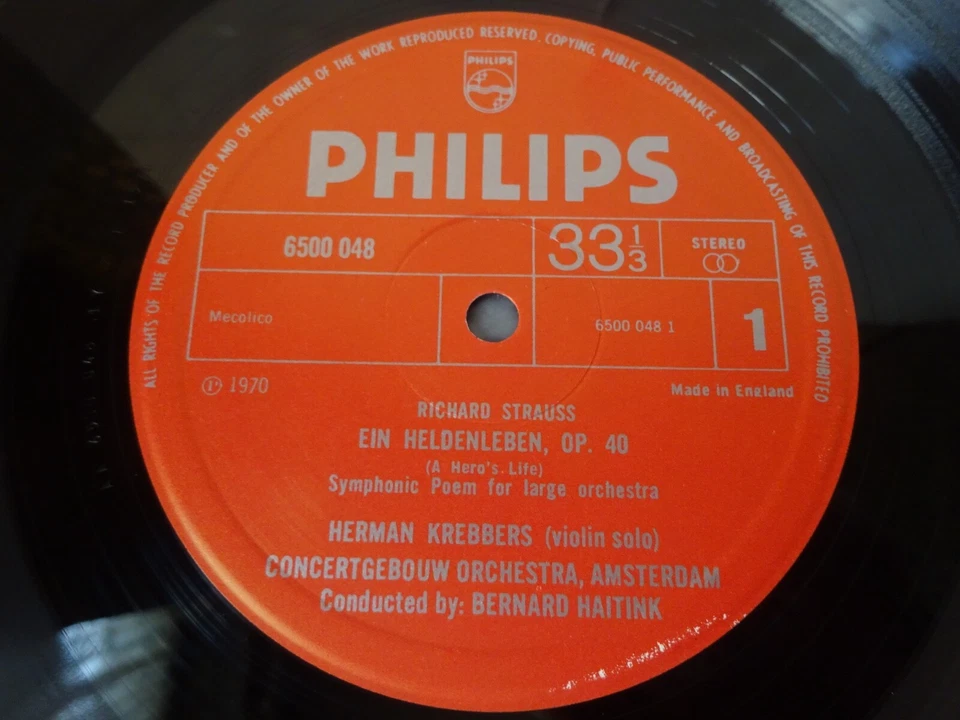 ALL RIGHTS OF THE RECORD PRODUCER AND OF THE OWNER OF THE WORK REPRODUCED RESERVED. COPYING, PUBLIC PERFORMANCE AND BROADCASTING OF THIS RECORD PROHIBITED
PHILIPS
PHILIPS
6500 048
33 1/3
STEREO
Mecolico
6500 048 1
1
Ⓟ 1970
Made in England
RICHARD STRAUSS
EIN HELDENLEBEN, OP. 40
(A Hero's Life)
Symphonic Poem for large orchestra
HERMAN KREBBERS (violin solo)
CONCERTGEBOUW ORCHESTRA, AMSTERDAM
Conducted by: BERNARD HAITINK